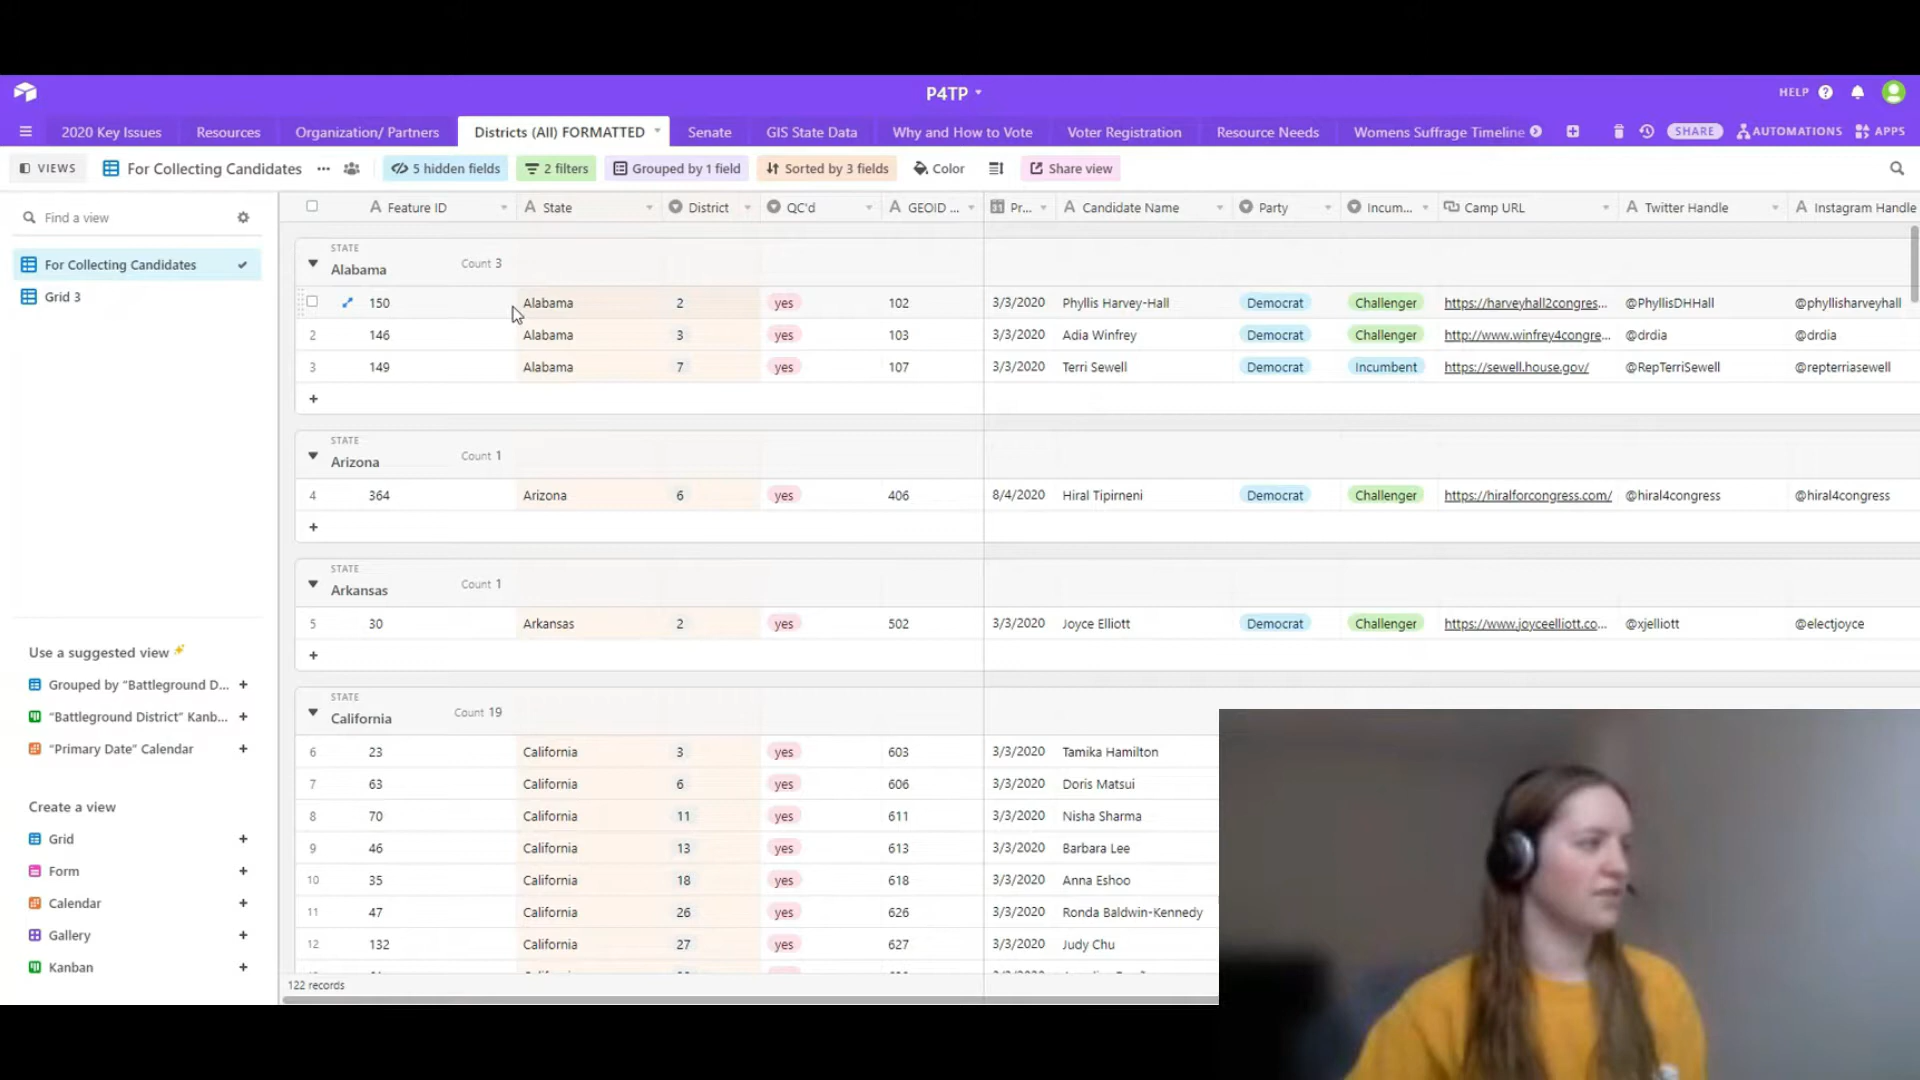 P4TP
HELP
2020 Key Issues Resources Organization/ Partners Districts (All) FORMATTED Senate GIS State Data Why and How to Vote Voter Registration Resource Needs Womens Suffrage Timeline SHARE AUTOMATIONS APPS
VIEWS For Collecting Candidates ... 5 hidden fields 2 filters Grouped by 1 field Sorted by 3 fields Color Share view
Find a view
For Collecting Candidates
Grid 3
Use a suggested view
Grouped by "Battleground D...
"Battleground District" Kanb...
"Primary Date" Calendar
Create a view
Grid
Form
Calendar
Gallery
Kanban
Feature ID State District QC'd GEOID ... Pr... Candidate Name Party Incum... Camp URL Twitter Handle Instagram Handle
STATE
Alabama Count 3
150 Alabama 2 yes 102 3/3/2020 Phyllis Harvey-Hall Democrat Challenger https://harveyhall2congres... @PhyllisDHHall @phyllisharveyhall
2 146 Alabama 3 yes 103 3/3/2020 Adia Winfrey Democrat Challenger http://www.winfrey4congre... @drdia @drdia
3 149 Alabama 7 yes 107 3/3/2020 Terri Sewell Democrat Incumbent https://sewell.house.gov/ @RepTerriSewell @repterriasewell
+
STATE
Arizona Count 1
4 364 Arizona 6 yes 406 8/4/2020 Hiral Tipirneni Democrat Challenger https://hiralforcongress.com/ @hiral4congress @hiral4congress
+
STATE
Arkansas Count 1
5 30 Arkansas 2 yes 502 3/3/2020 Joyce Elliott Democrat Challenger https://www.joyceelliott.co... @xjelliott @electjoyce
+
STATE
California Count 19
6 23 California 3 yes 603 3/3/2020 Tamika Hamilton
7 63 California 6 yes 606 3/3/2020 Doris Matsui
8 70 California 11 yes 611 3/3/2020 Nisha Sharma
9 46 California 13 yes 613 3/3/2020 Barbara Lee
10 35 California 18 yes 618 3/3/2020 Anna Eshoo
11 47 California 26 yes 626 3/3/2020 Ronda Baldwin-Kennedy
12 132 California 27 yes 627 3/3/2020 Judy Chu
122 records